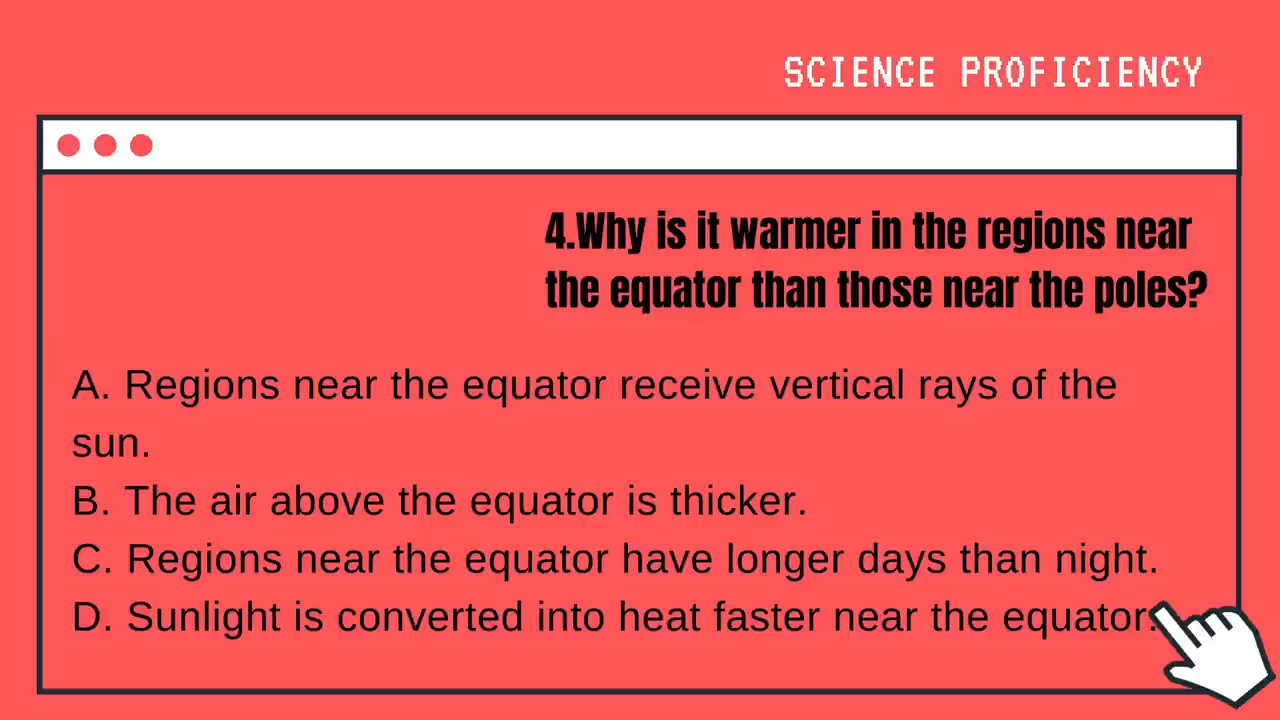 SCIENCE PROFICIENCY
4.Why is it warmer in the regions near
the equator than those near the poles?
A. Regions near the equator receive vertical rays of the
sun.
B. The air above the equator is thicker.
C. Regions near the equator have longer days than night.
D. Sunlight is converted into heat faster near the equator.